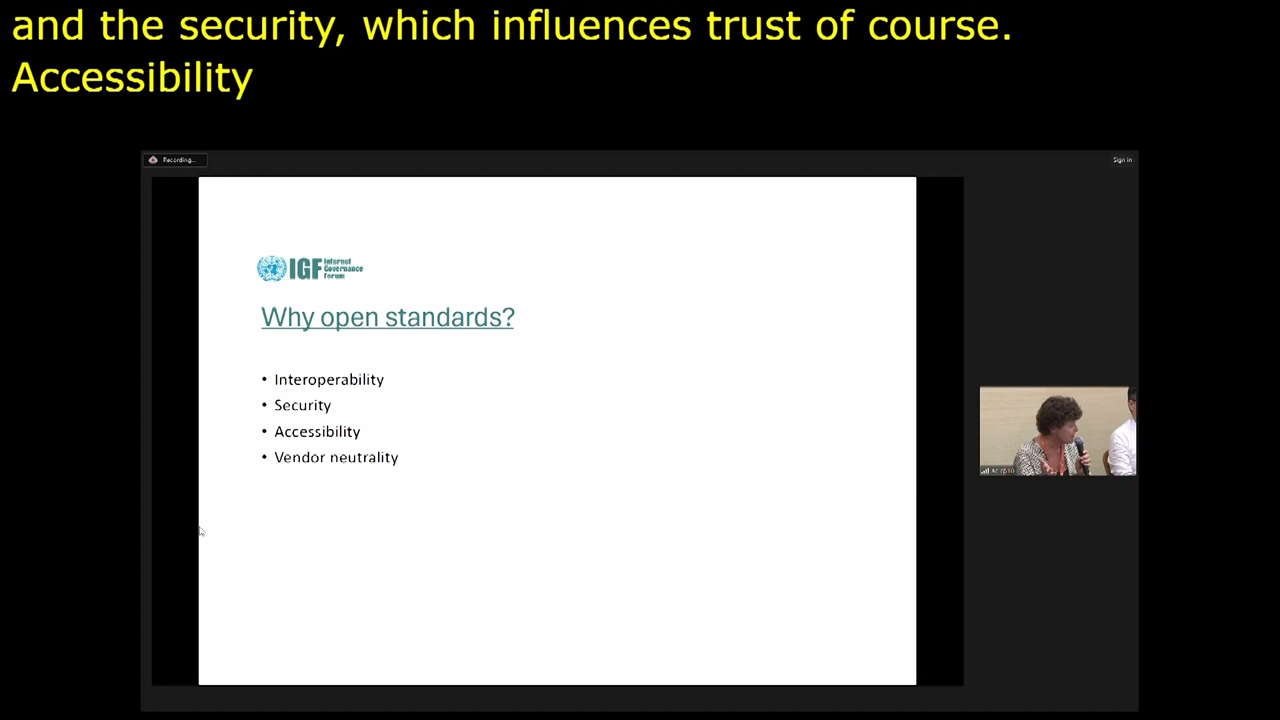 and the security, which influences trust of course.
Accessibility
Recording...
Sign in
IGF Internet
Governance
Forum
Why open standards?
• Interoperability
• Security
• Accessibility
• Vendor neutrality